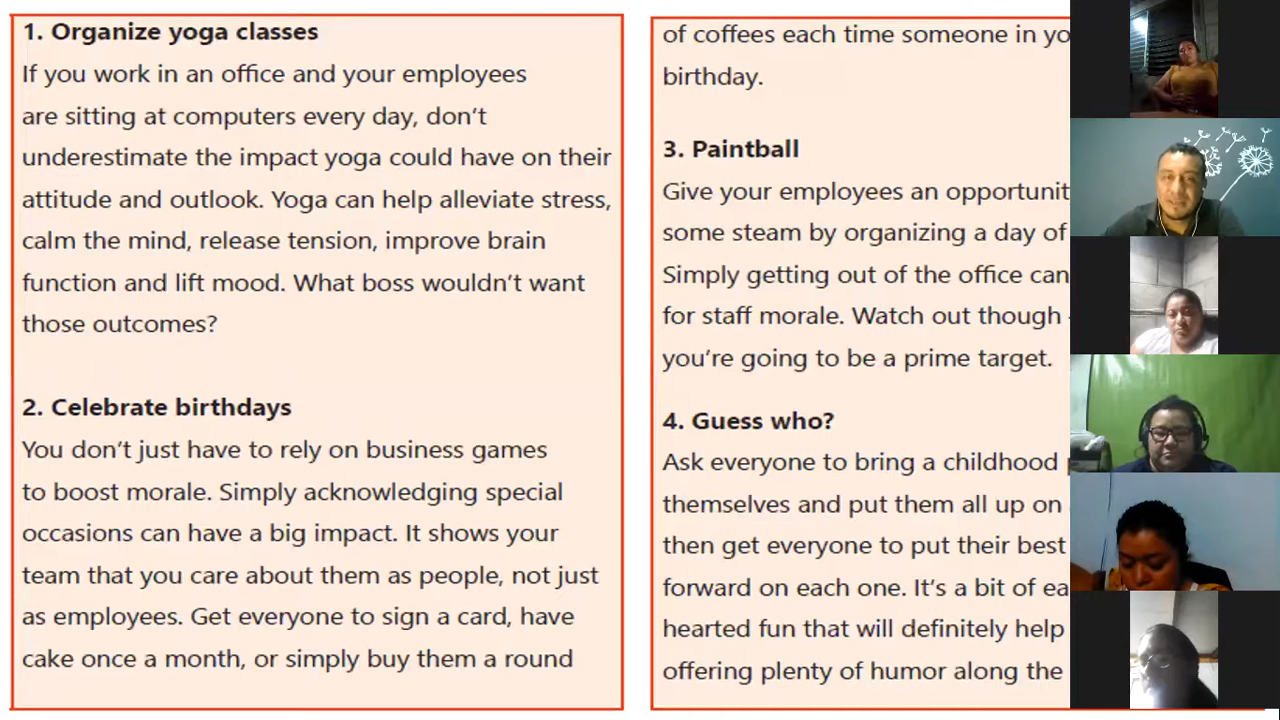 1. Organize yoga classes
If you work in an office and your employees
are sitting at computers every day, don't
underestimate the impact yoga could have on their
attitude and outlook. Yoga can help alleviate stress,
calm the mind, release tension, improve brain
function and lift mood. What boss wouldn't want
those outcomes?
2. Celebrate birthdays
You don't just have to rely on business games
to boost morale. Simply acknowledging special
occasions can have a big impact. It shows your
team that you care about them as people, not just
as employees. Get everyone to sign a card, have
cake once a month, or simply buy them a round
of coffees each time someone in yo
birthday.
3. Paintball
Give your employees an opportunit
some steam by organizing a day of
Simply getting out of the office can
for staff morale. Watch out though
you're going to be a prime target.
4. Guess who?
Ask everyone to bring a childhood
themselves and put them all up on
then get everyone to put their best
forward on each one. It's a bit of ea
hearted fun that will definitely help
offering plenty of humor along the